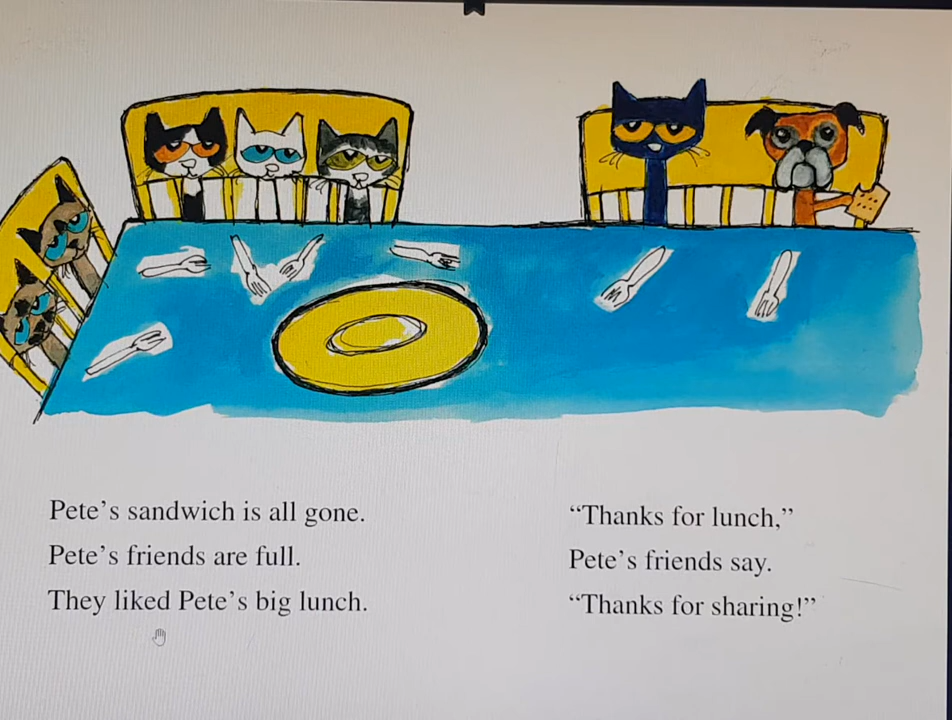 Pete’s sandwich is all gone.
Pete’s friends are full.
They liked Pete’s big lunch.
“Thanks for lunch,”
Pete’s friends say.
“Thanks for sharing!”